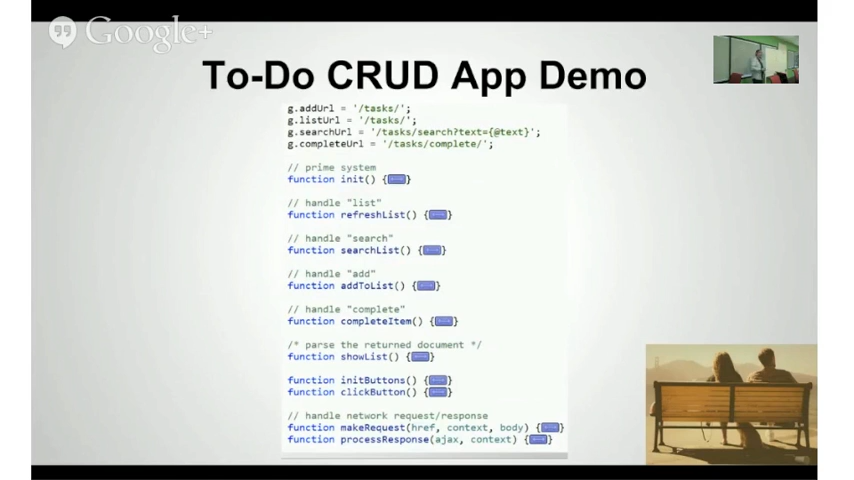 Google+
To-Do CRUD App Demo
g.addUrl = '/tasks/';
g.listUrl = '/tasks/';
g.searchUrl = '/tasks/search?text={@text}';
g.completeUrl = '/tasks/complete/';
// prime system
function init() {}
// handle "list"
function refreshList() {}
// handle "search"
function searchList() {}
// handle "add"
function addToList() {}
// handle "complete"
function completeItem() {}
/* parse the returned document */
function showList() {}
function initButtons() {}
function clickButton() {}
// handle network request/response
function makeRequest(href, context, body) {}
function processResponse(ajax, context) {}